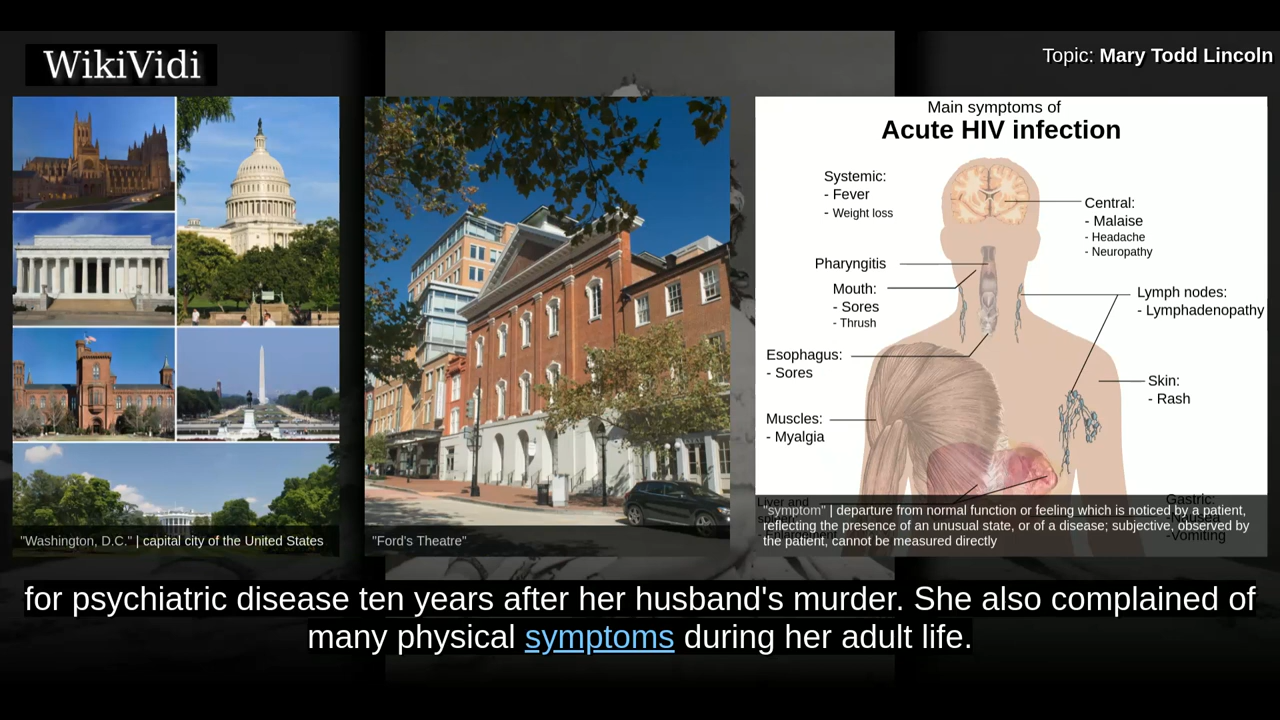 WikiVidi
Topic: Mary Todd Lincoln
Main symptoms of
Acute HIV infection
Systemic:
- Fever
- Weight loss
Central:
- Malaise
- Headache
- Neuropathy
Pharyngitis
Mouth:
- Sores
- Thrush
Lymph nodes:
- Lymphadenopathy
Esophagus:
- Sores
Skin:
- Rash
Muscles:
- Myalgia
Liver and
Gastric:
- Nausea
-Vomiting
"Washington, D.C." | capital city of the United States
"Ford's Theatre"
"symptom" | departure from normal function or feeling which is noticed by a patient,
reflecting the presence of an unusual state, or of a disease; subjective, observed by
the patient, cannot be measured directly
for psychiatric disease ten years after her husband's murder. She also complained of
many physical symptoms during her adult life.